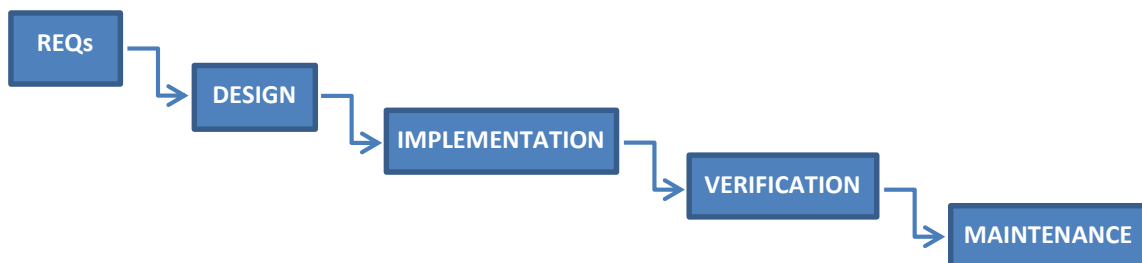 REQs
DESIGN
IMPLEMENTATION
VERIFICATION
MAINTENANCE